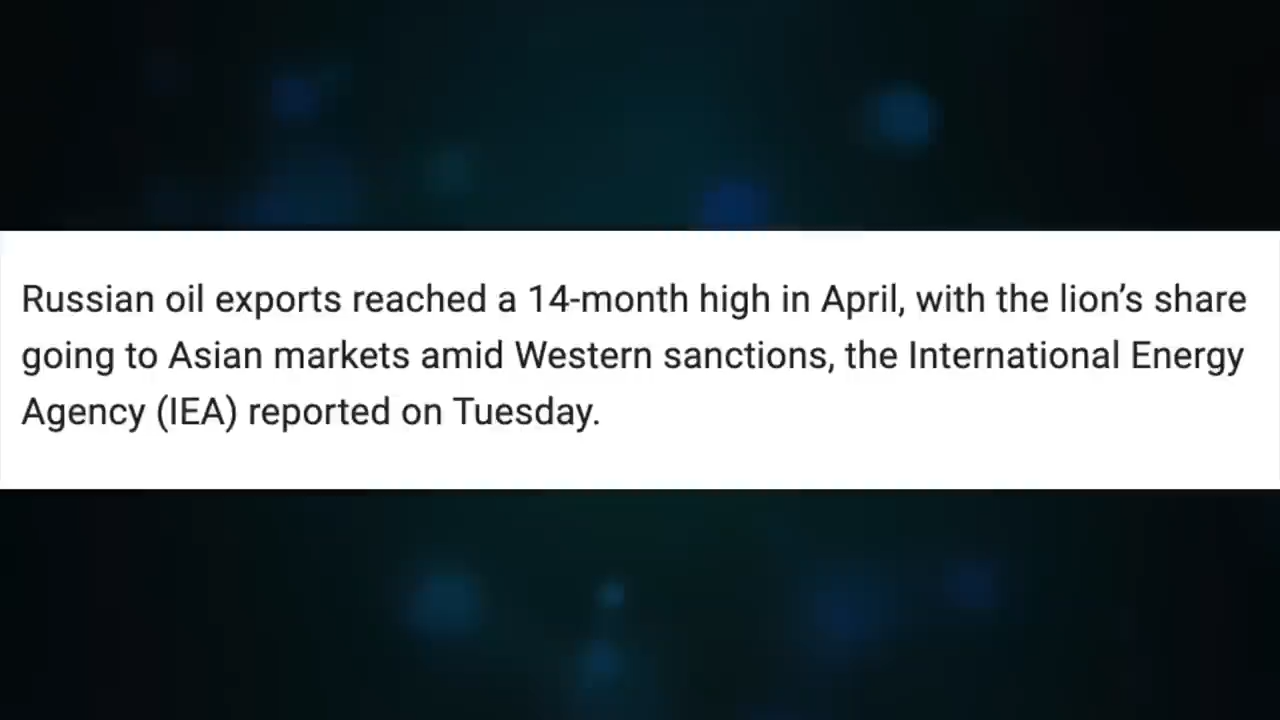 Russian oil exports reached a 14-month high in April, with the lion’s share
going to Asian markets amid Western sanctions, the International Energy
Agency (IEA) reported on Tuesday.